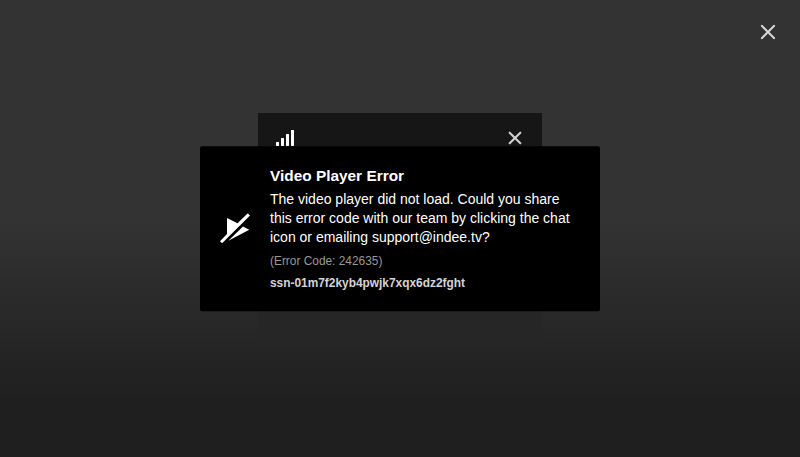 Video Player Error
The video player did not load. Could you share
this error code with our team by clicking the chat
icon or emailing support@indee.tv?
(Error Code: 242635)
ssn-01m7f2kyb4pwjk7xqx6dz2fght